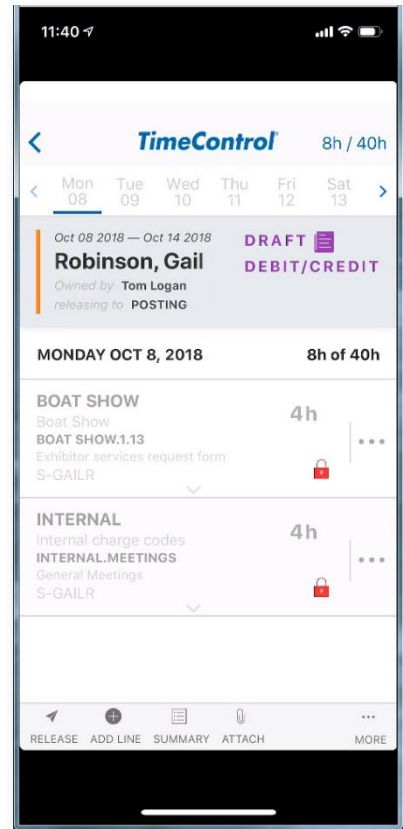 11:40
TimeControl
8h / 40h
Mon Tue Wed Thu Fri Sat
08 09 10 11 12 13
Oct 08 2018 — Oct 14 2018
DRAFT
Robinson, Gail
DEBIT/CREDIT
Owned by Tom Logan
releasing to POSTING
MONDAY OCT 8, 2018 8h of 40h
BOAT SHOW
4h
Boat Show
BOAT SHOW.1.13
Exhibitor services request form
S-GAILR
INTERNAL
4h
Internal charge codes
INTERNAL.MEETINGS
General Meetings
S-GAILR
RELEASE ADD LINE SUMMARY ATTACH MORE